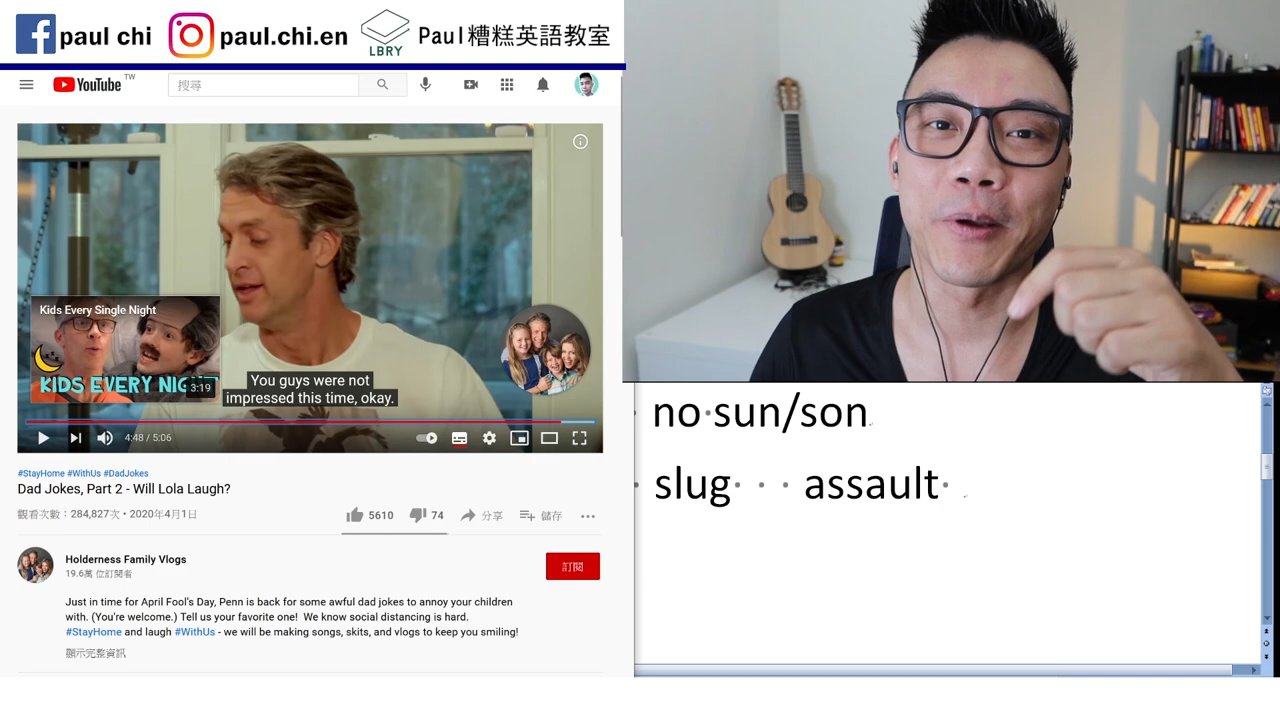 paul chi
paul.chi.en
LBRY
Paul糟糕英語教室
YouTube TW
搜尋
Kids Every Single Night
KIDS EVERY NIGHT
3:19
You guys were not
impressed this time, okay.
4:48 / 5:06
#StayHome #WithUs #DadJokes
Dad Jokes, Part 2 - Will Lola Laugh?
觀看次數：284,827次 • 2020年4月1日
5610
74
分享
儲存
Holderness Family Vlogs
19.6萬 位訂閱者
訂閱
Just in time for April Fool's Day, Penn is back for some awful dad jokes to annoy your children
with. (You're welcome.) Tell us your favorite one! We know social distancing is hard.
#StayHome and laugh #WithUs - we will be making songs, skits, and vlogs to keep you smiling!
顯示完整資訊
no sun/son
slug assault